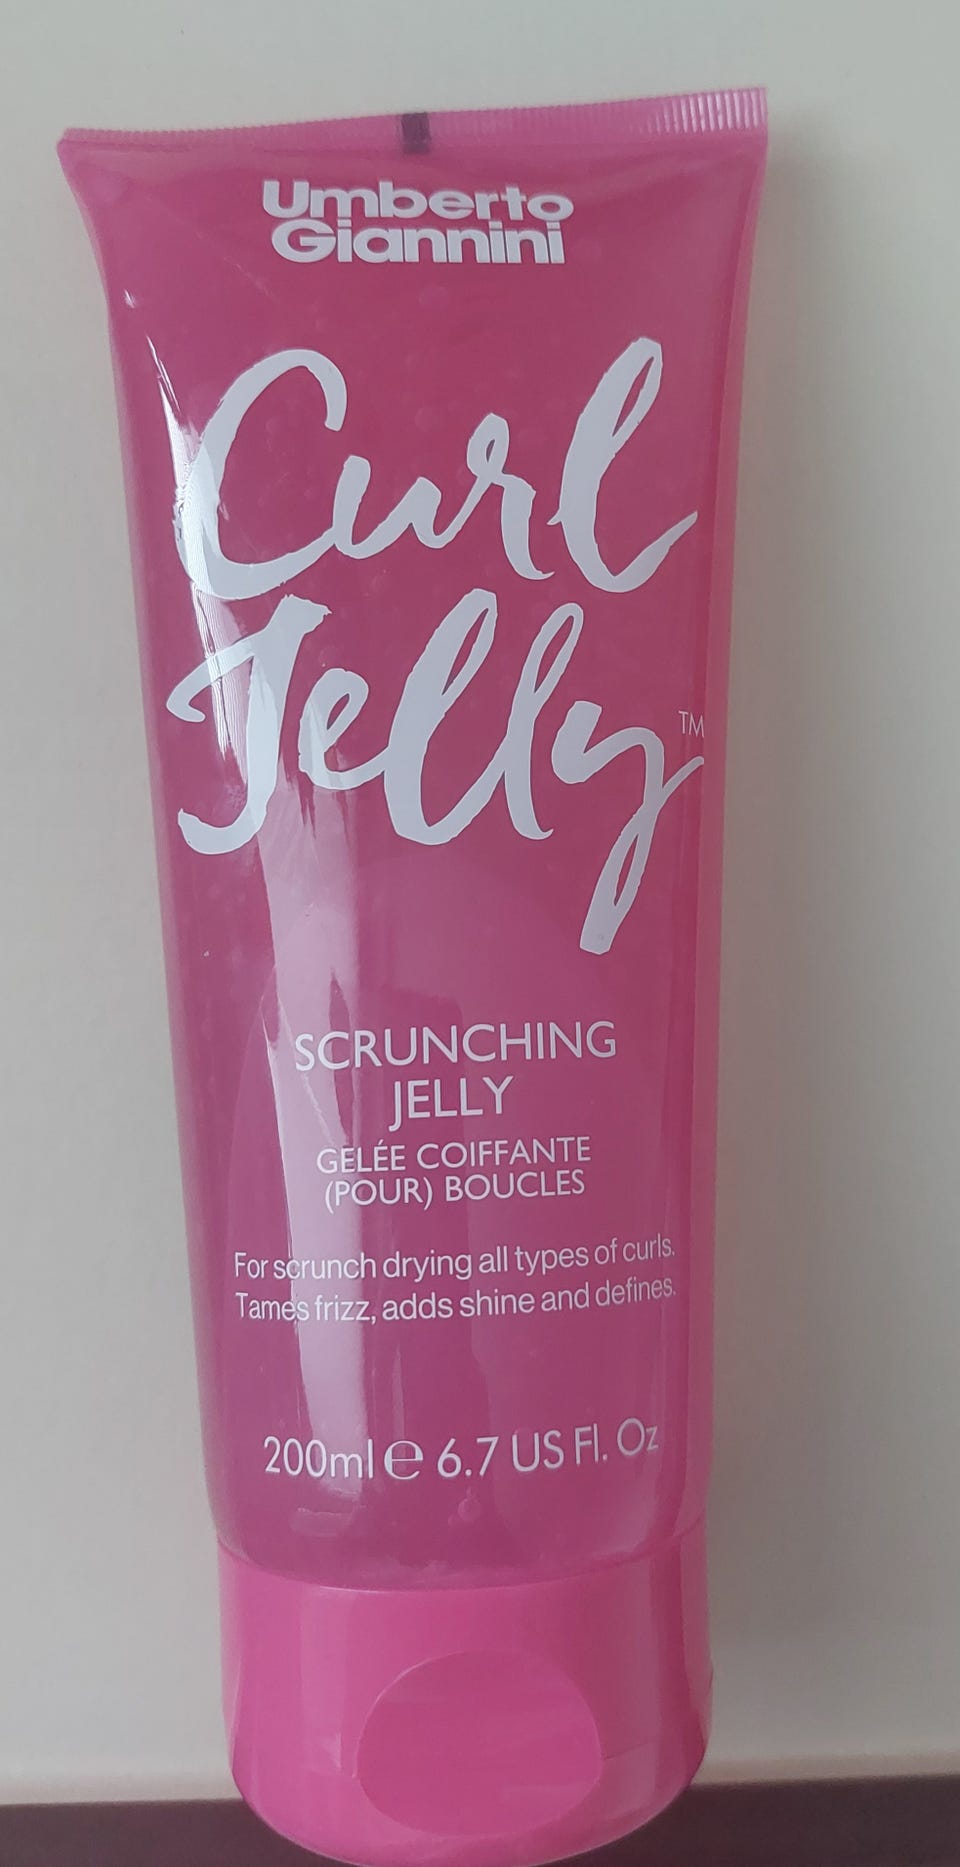 Umberto
Giannini
Curl
Jelly™
SCRUNCHING
JELLY
GELÉE COIFFANTE
(POUR) BOUCLES
For scrunch drying all types of curls.
Tames frizz, adds shine and defines.
200ml ℮ 6.7 US Fl. Oz